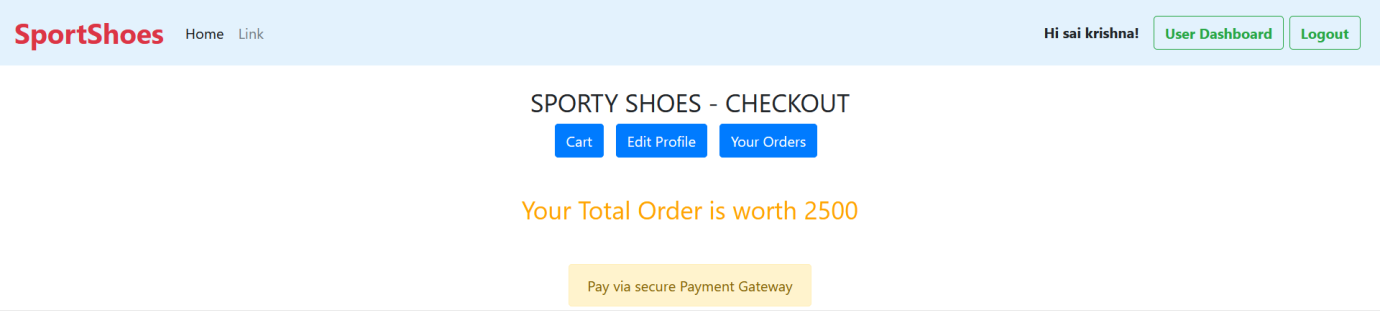 SportShoes Home Link Hi sai krishna! User Dashboard Logout
SPORTY SHOES - CHECKOUT
Cart Edit Profile Your Orders
Your Total Order is worth 2500
Pay via secure Payment Gateway